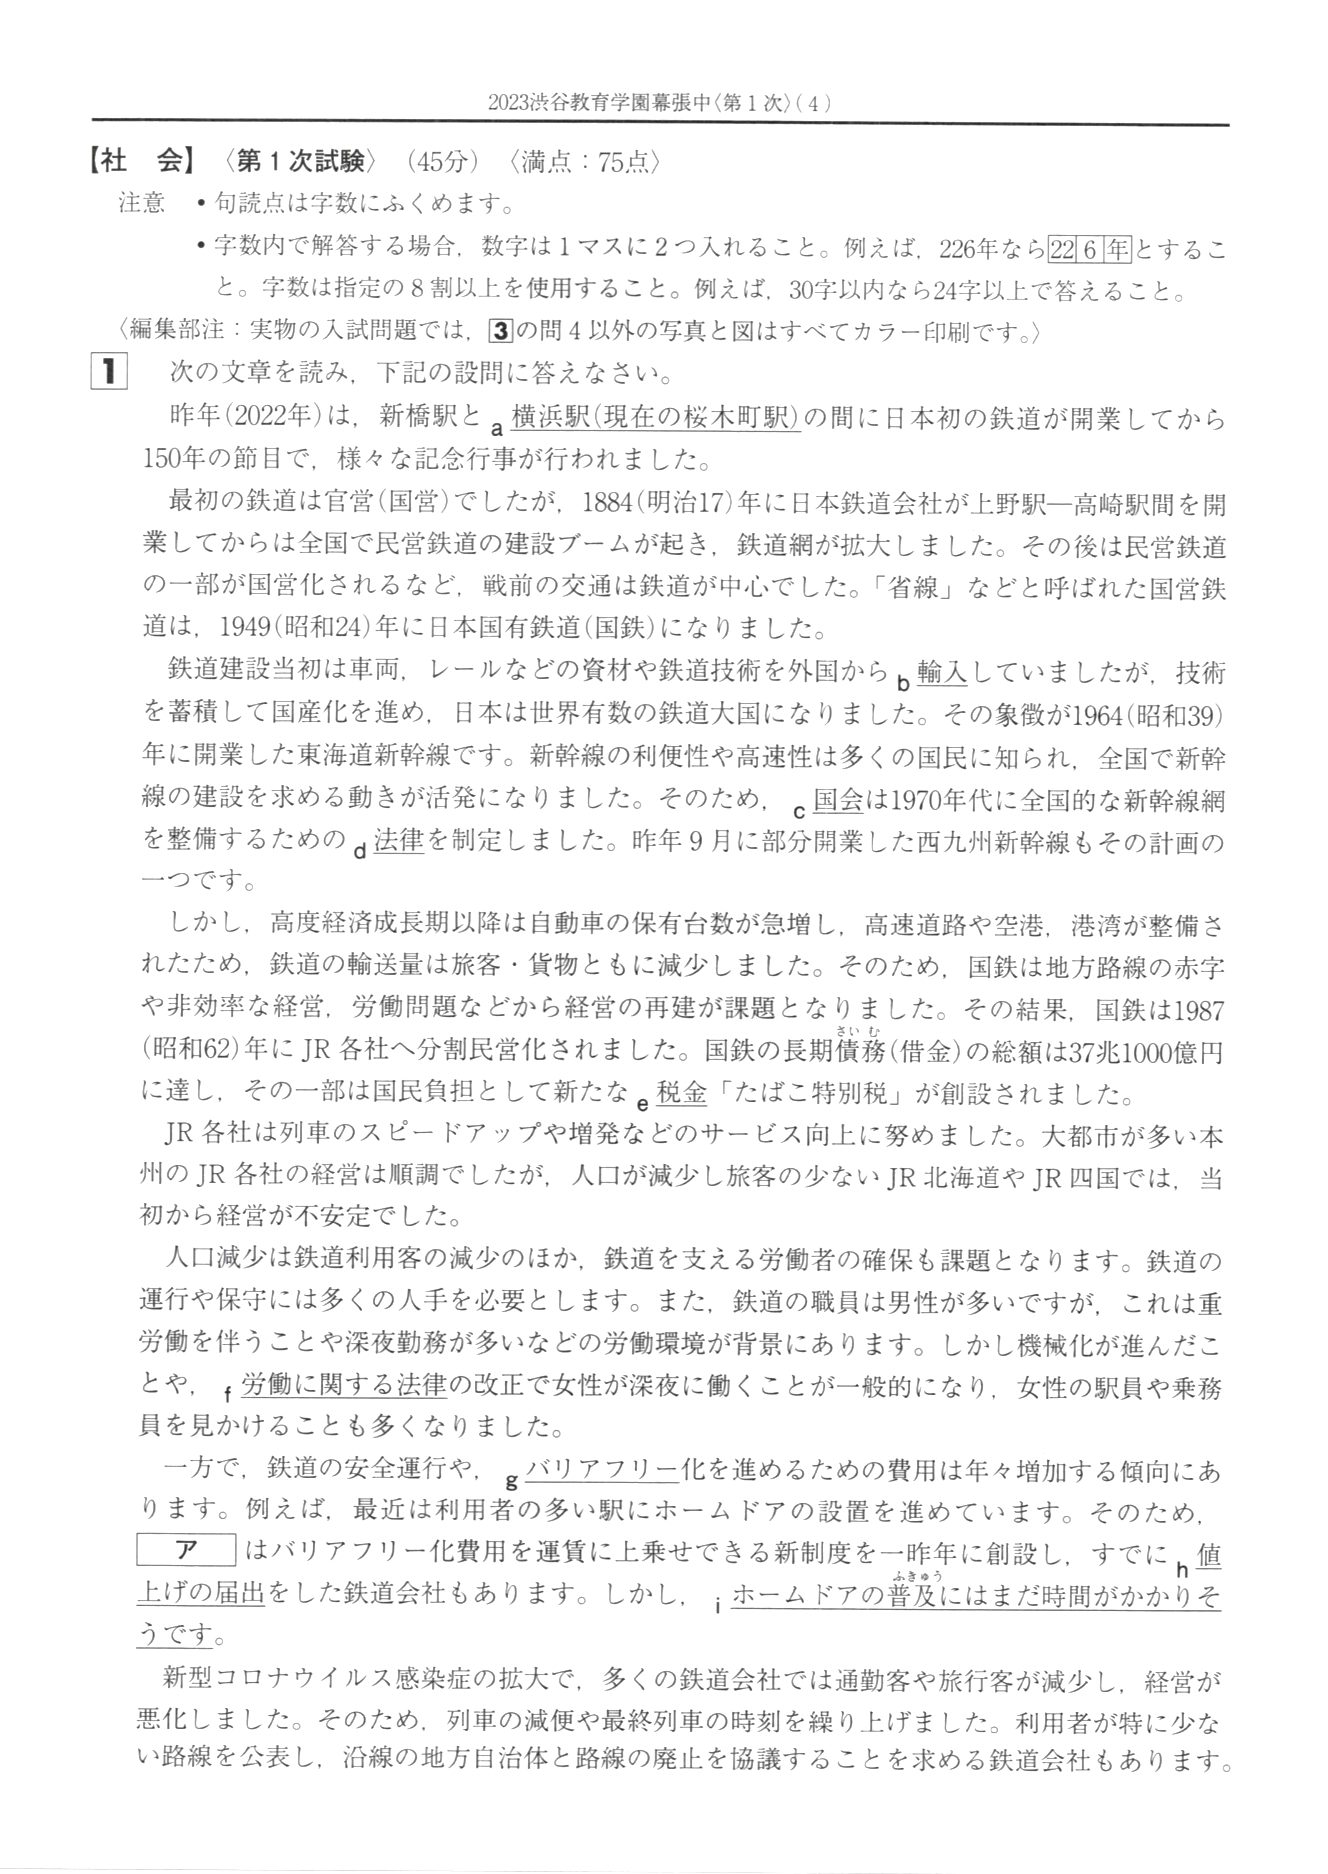 2023渋谷教育学園幕張中〈第1次〉(4)
【社　会】〈第1次試験〉（45分）〈満点：75点〉
注意　・句読点は字数にふくめます。
・字数内で解答する場合，数字は1マスに2つ入れること。例えば，226年なら22 6 年とするこ
と。字数は指定の8割以上を使用すること。例えば，30字以内なら24字以上で答えること。
〈編集部注：実物の入試問題では，3の問4以外の写真と図はすべてカラー印刷です。〉
1　次の文章を読み，下記の設問に答えなさい。
昨年(2022年)は，新橋駅と a 横浜駅(現在の桜木町駅)の間に日本初の鉄道が開業してから
150年の節目で，様々な記念行事が行われました。
最初の鉄道は官営(国営)でしたが，1884(明治17)年に日本鉄道会社が上野駅―高崎駅間を開
業してからは全国で民営鉄道の建設ブームが起き，鉄道網が拡大しました。その後は民営鉄道
の一部が国営化されるなど，戦前の交通は鉄道が中心でした。「省線」などと呼ばれた国営鉄
道は，1949(昭和24)年に日本国有鉄道(国鉄)になりました。
鉄道建設当初は車両，レールなどの資材や鉄道技術を外国から b 輸入していましたが，技術
を蓄積して国産化を進め，日本は世界有数の鉄道大国になりました。その象徴が1964(昭和39)
年に開業した東海道新幹線です。新幹線の利便性や高速性は多くの国民に知られ，全国で新幹
線の建設を求める動きが活発になりました。そのため， c 国会は1970年代に全国的な新幹線網
を整備するための d 法律を制定しました。昨年9月に部分開業した西九州新幹線もその計画の
一つです。
しかし，高度経済成長期以降は自動車の保有台数が急増し，高速道路や空港，港湾が整備さ
れたため，鉄道の輸送量は旅客・貨物ともに減少しました。そのため，国鉄は地方路線の赤字
や非効率な経営，労働問題などから経営の再建が課題となりました。その結果，国鉄は1987
(昭和62)年にJR各社へ分割民営化されました。国鉄の長期債務(借金)の総額は37兆1000億円
に達し，その一部は国民負担として新たな e 税金「たばこ特別税」が創設されました。
JR各社は列車のスピードアップや増発などのサービス向上に努めました。大都市が多い本
州のJR各社の経営は順調でしたが，人口が減少し旅客の少ないJR北海道やJR四国では，当
初から経営が不安定でした。
人口減少は鉄道利用客の減少のほか，鉄道を支える労働者の確保も課題となります。鉄道の
運行や保守には多くの人手を必要とします。また，鉄道の職員は男性が多いですが，これは重
労働を伴うことや深夜勤務が多いなどの労働環境が背景にあります。しかし機械化が進んだこ
とや， f 労働に関する法律の改正で女性が深夜に働くことが一般的になり，女性の駅員や乗務
員を見かけることも多くなりました。
一方で，鉄道の安全運行や， g バリアフリー化を進めるための費用は年々増加する傾向にあ
ります。例えば，最近は利用者の多い駅にホームドアの設置を進めています。そのため，
ア はバリアフリー化費用を運賃に上乗せできる新制度を一昨年に創設し，すでに h 値
上げの届出をした鉄道会社もあります。しかし， i ホームドアの普及にはまだ時間がかかりそ
うです。
新型コロナウイルス感染症の拡大で，多くの鉄道会社では通勤客や旅行客が減少し，経営が
悪化しました。そのため，列車の減便や最終列車の時刻を繰り上げました。利用者が特に少な
い路線を公表し，沿線の地方自治体と路線の廃止を協議することを求める鉄道会社もあります。